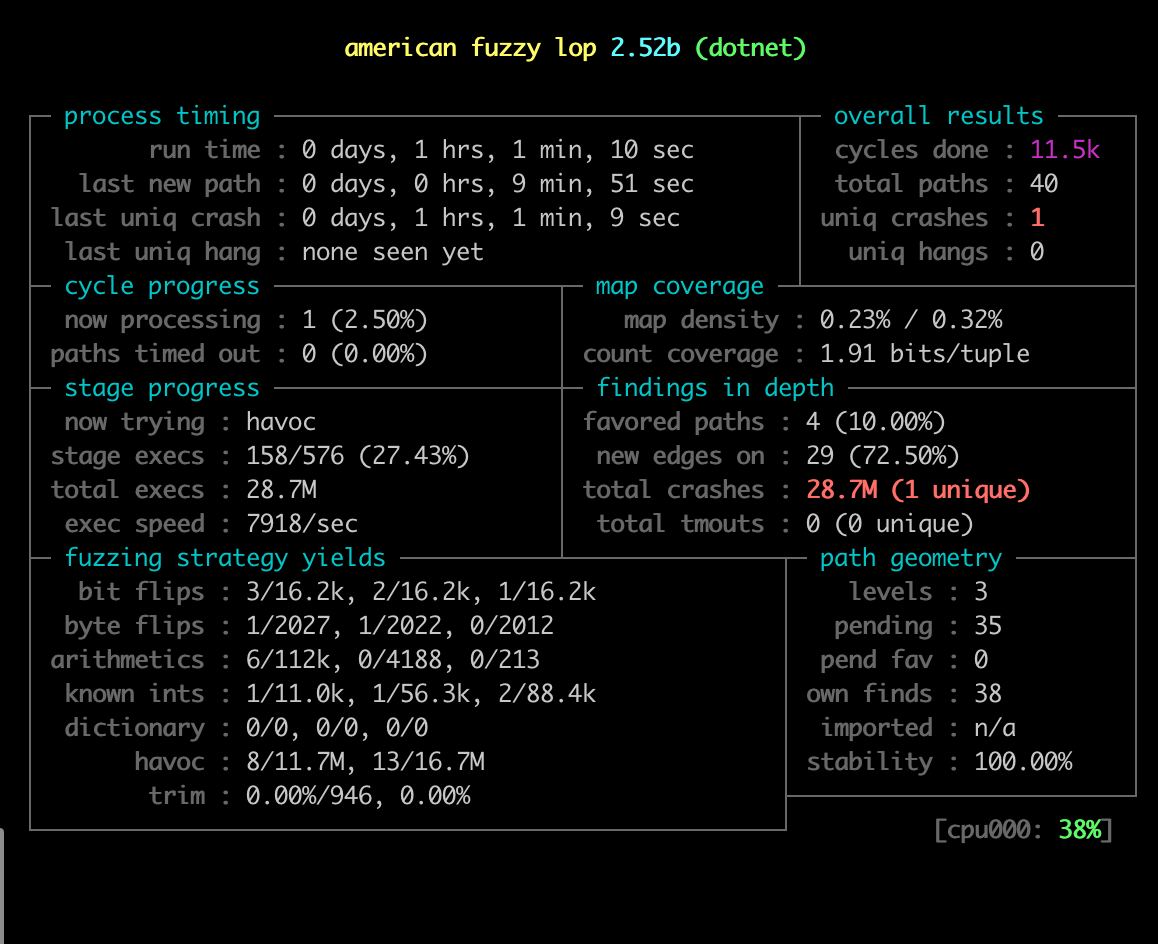 american fuzzy lop 2.52b (dotnet)
process timing overall results
run time : 0 days, 1 hrs, 1 min, 10 sec cycles done : 11.5k
last new path : 0 days, 0 hrs, 9 min, 51 sec total paths : 40
last uniq crash : 0 days, 1 hrs, 1 min, 9 sec uniq crashes : 1
last uniq hang : none seen yet uniq hangs : 0
cycle progress map coverage
now processing : 1 (2.50%) map density : 0.23% / 0.32%
paths timed out : 0 (0.00%) count coverage : 1.91 bits/tuple
stage progress findings in depth
now trying : havoc favored paths : 4 (10.00%)
stage execs : 158/576 (27.43%) new edges on : 29 (72.50%)
total execs : 28.7M total crashes : 28.7M (1 unique)
exec speed : 7918/sec total tmouts : 0 (0 unique)
fuzzing strategy yields path geometry
bit flips : 3/16.2k, 2/16.2k, 1/16.2k levels : 3
byte flips : 1/2027, 1/2022, 0/2012 pending : 35
arithmetics : 6/112k, 0/4188, 0/213 pend fav : 0
known ints : 1/11.0k, 1/56.3k, 2/88.4k own finds : 38
dictionary : 0/0, 0/0, 0/0 imported : n/a
havoc : 8/11.7M, 13/16.7M stability : 100.00%
trim : 0.00%/946, 0.00%
[cpu000: 38%]